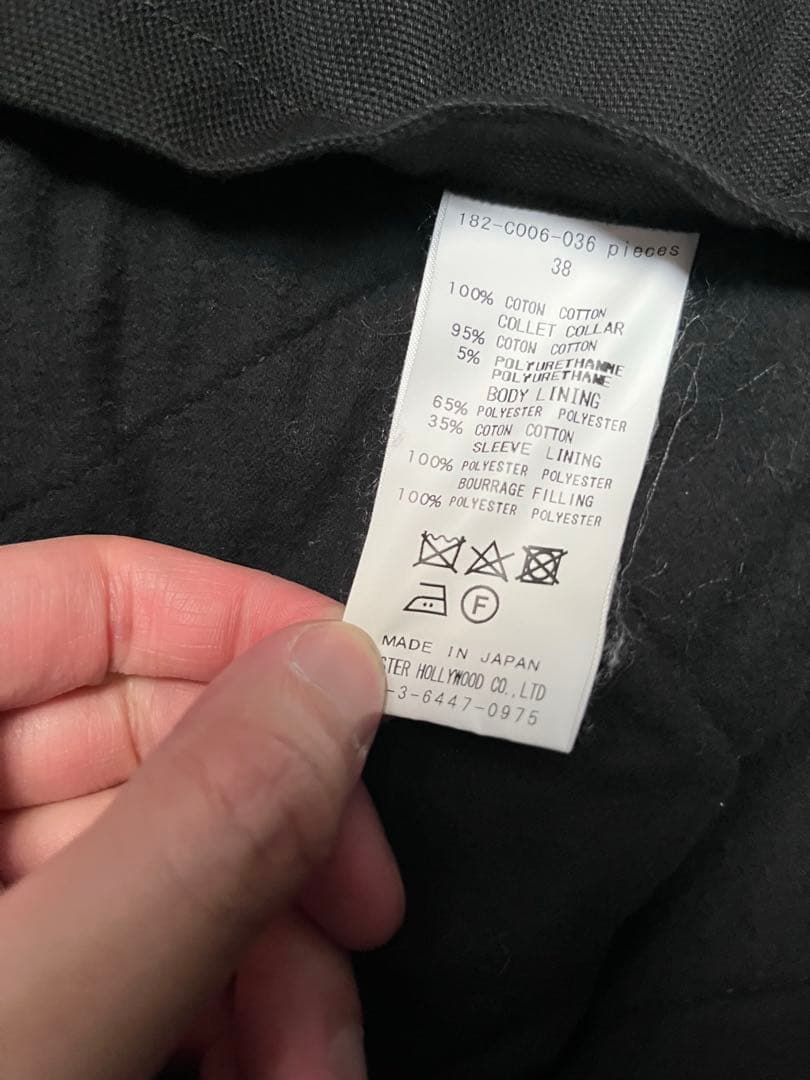 182-C006-036 pieces
38
100% COTON COTTON
COLLET COLLAR
95% COTON COTTON
5% POLYURETHANNE
POLYURETHANE
BODY LINING
65% POLYESTER POLYESTER
35% COTON COTTON
SLEEVE LINING
100% POLYESTER POLYESTER
BOURRAGE FILLING
100% POLYESTER POLYESTER
F
MADE IN JAPAN
STER HOLLYWOOD CO.,LTD
-3-6447-0975